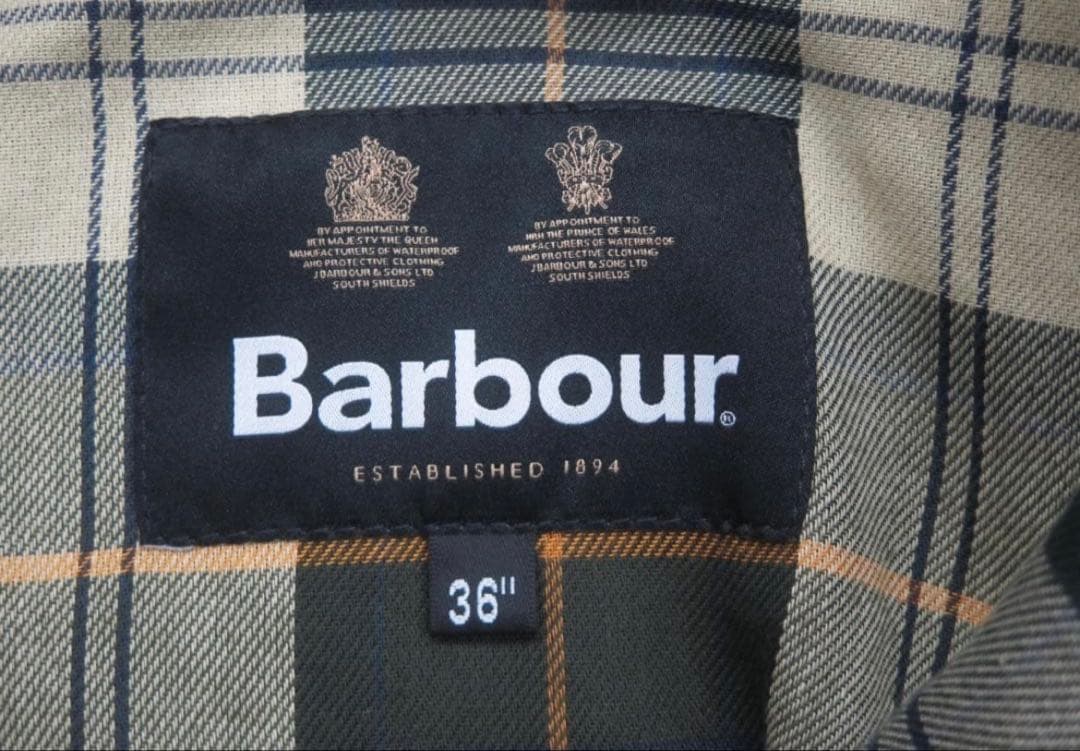 BY APPOINTMENT TO
HER MAJESTY THE QUEEN
MANUFACTURERS OF WATERPROOF
AND PROTECTIVE CLOTHING
J BARBOUR & SONS LTD
SOUTH SHIELDS
BY APPOINTMENT TO
HRH THE PRINCE OF WALES
MANUFACTURERS OF WATERPROOF
AND PROTECTIVE CLOTHING
J BARBOUR & SONS LTD
SOUTH SHIELDS
Barbour®
ESTABLISHED 1894
36"